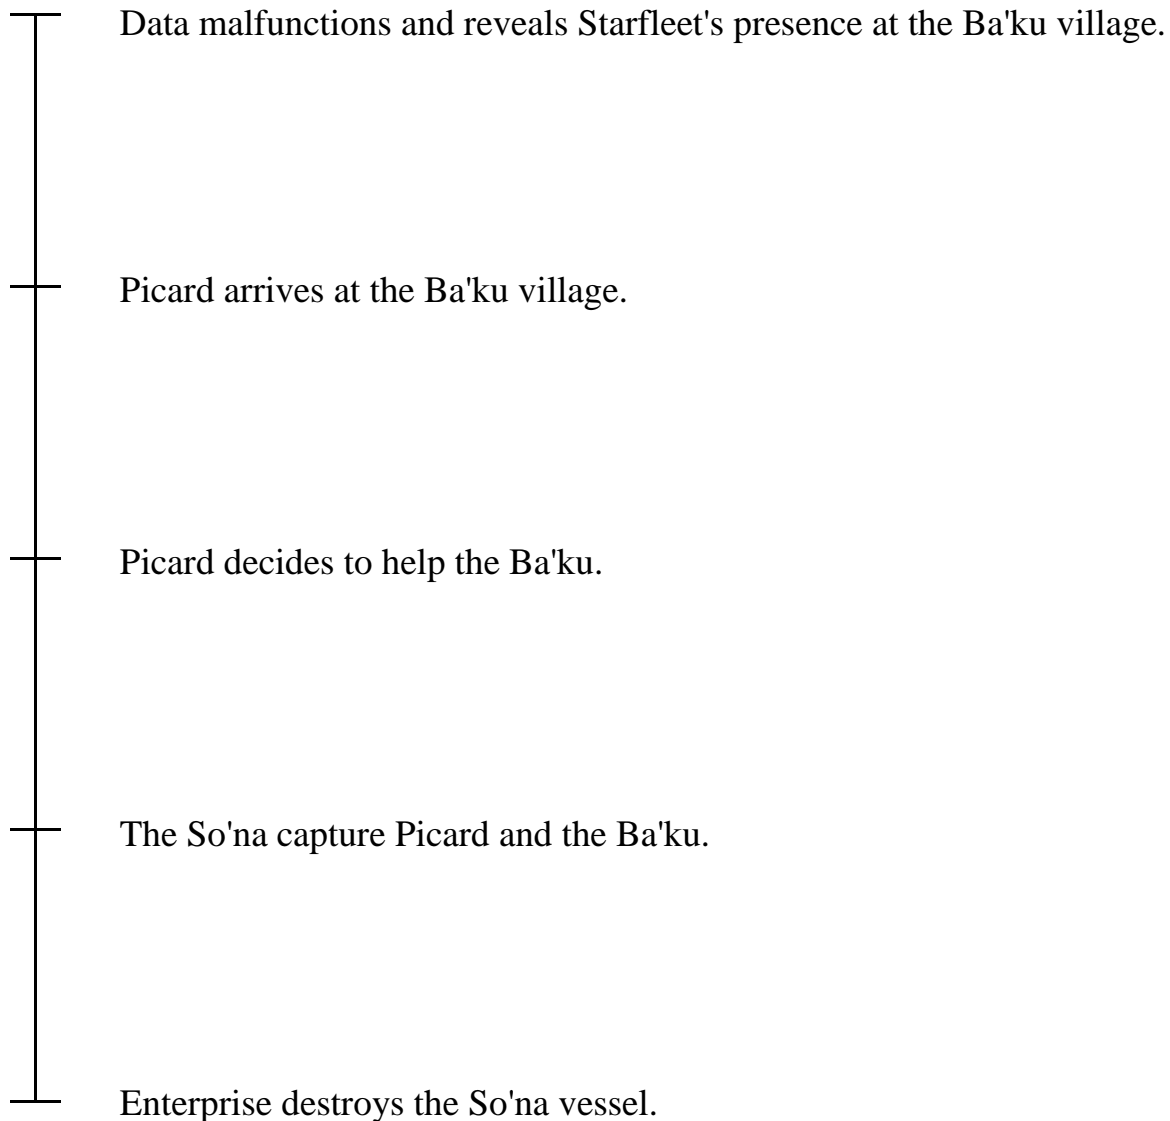 Data malfunctions and reveals Starfleet's presence at the Ba'ku village.
Picard arrives at the Ba'ku village.
Picard decides to help the Ba'ku.
The So'na capture Picard and the Ba'ku.
Enterprise destroys the So'na vessel.